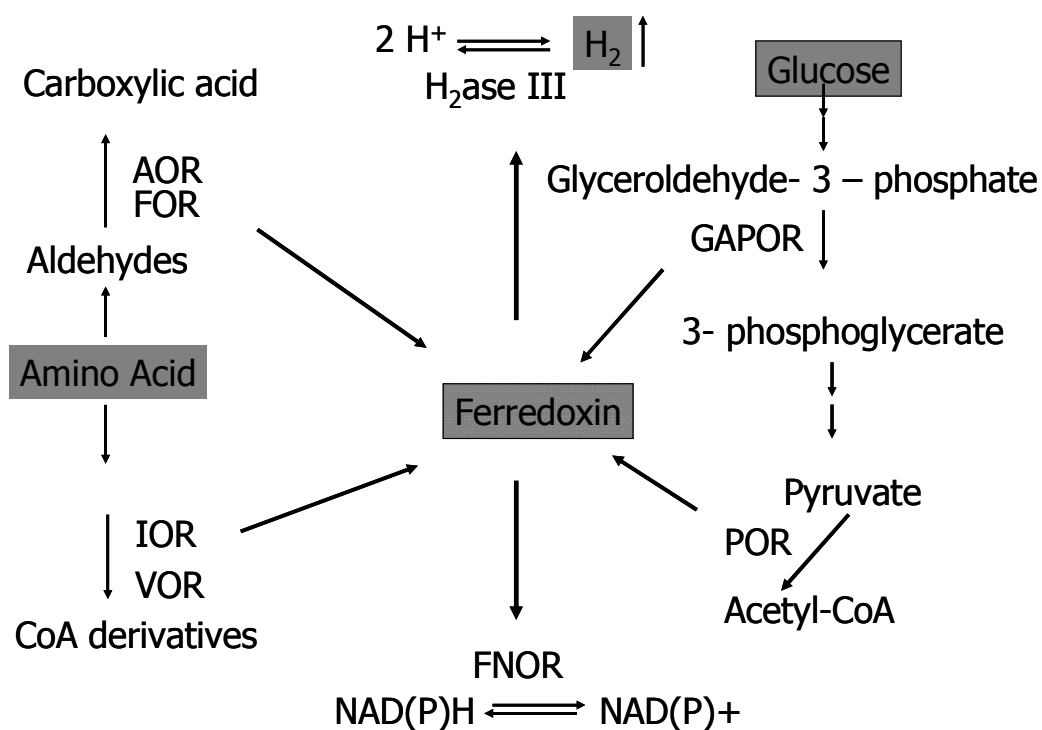 2 H⁺ H₂
H₂ase III
Carboxylic acid
AOR
FOR
Aldehydes
Amino Acid
IOR
VOR
CoA derivatives
Glucose
Glyceroldehyde- 3 – phosphate
GAPOR
3- phosphoglycerate
Pyruvate
POR
Acetyl-CoA
Ferredoxin
FNOR
NAD(P)H NAD(P)+